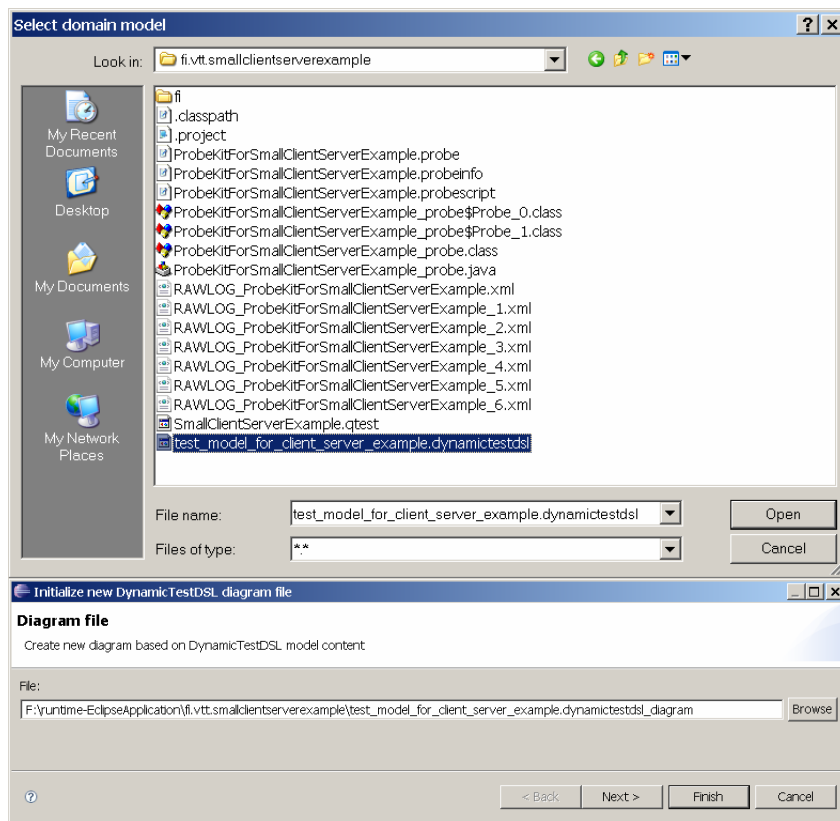 Select domain model
Look in: fi.vtt.smallclientserverexample
My Recent
Documents
Desktop
My Documents
My Computer
My Network
Places
fi
.classpath
.project
ProbeKitForSmallClientServerExample.probe
ProbeKitForSmallClientServerExample.probeinfo
ProbeKitForSmallClientServerExample.probescript
ProbeKitForSmallClientServerExample_probe$Probe_0.class
ProbeKitForSmallClientServerExample_probe$Probe_1.class
ProbeKitForSmallClientServerExample_probe.class
ProbeKitForSmallClientServerExample_probe.java
RAWLOG_ProbeKitForSmallClientServerExample.xml
RAWLOG_ProbeKitForSmallClientServerExample_1.xml
RAWLOG_ProbeKitForSmallClientServerExample_2.xml
RAWLOG_ProbeKitForSmallClientServerExample_3.xml
RAWLOG_ProbeKitForSmallClientServerExample_4.xml
RAWLOG_ProbeKitForSmallClientServerExample_5.xml
RAWLOG_ProbeKitForSmallClientServerExample_6.xml
SmallClientServerExample.qtest
test_model_for_client_server_example.dynamictestdsl
File name: test_model_for_client_server_example.dynamictestdsl Open
Files of type: *.* Cancel
Initialize new DynamicTestDSL diagram file
Diagram file
Create new diagram based on DynamicTestDSL model content
File:
F:\runtime-EclipseApplication\fi.vtt.smallclientserverexample\test_model_for_client_server_example.dynamictestdsl_diagram Browse
? < Back Next > Finish Cancel